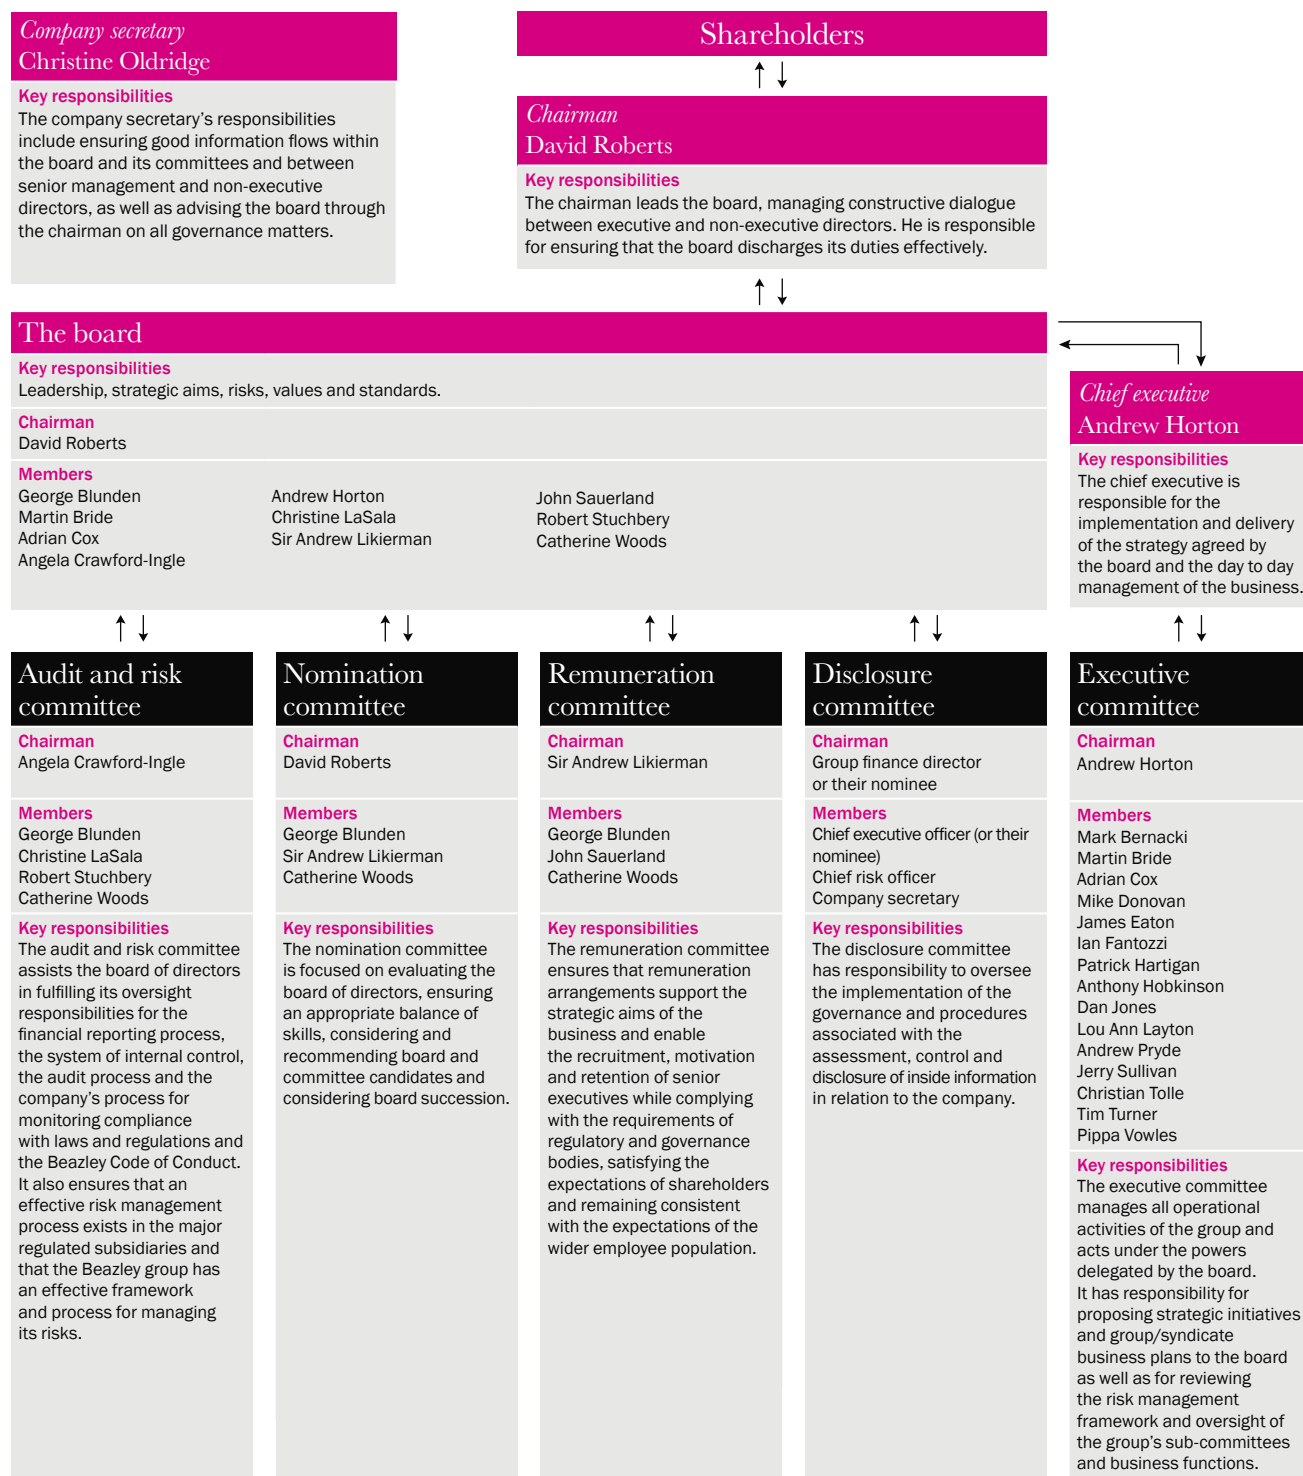 Company secretary
Christine Oldridge
Key responsibilities
The company secretary's responsibilities
include ensuring good information flows within
the board and its committees and between
senior management and non-executive
directors, as well as advising the board through
the chairman on all governance matters.
Shareholders
Chairman
David Roberts
Key responsibilities
The chairman leads the board, managing constructive dialogue
between executive and non-executive directors. He is responsible
for ensuring that the board discharges its duties effectively.
The board
Key responsibilities
Leadership, strategic aims, risks, values and standards.
Chairman
David Roberts
Members
George Blunden
Martin Bride
Adrian Cox
Angela Crawford-Ingle
Andrew Horton
Christine LaSala
Sir Andrew Likierman
John Sauerland
Robert Stuchbery
Catherine Woods
Chief executive
Andrew Horton
Key responsibilities
The chief executive is
responsible for the
implementation and delivery
of the strategy agreed by
the board and the day to day
management of the business.
Audit and risk
committee
Chairman
Angela Crawford-Ingle
Members
George Blunden
Christine LaSala
Robert Stuchbery
Catherine Woods
Key responsibilities
The audit and risk committee
assists the board of directors
in fulfilling its oversight
responsibilities for the
financial reporting process,
the system of internal control,
the audit process and the
company's process for
monitoring compliance
with laws and regulations and
the Beazley Code of Conduct.
It also ensures that an
effective risk management
process exists in the major
regulated subsidiaries and
that the Beazley group has
an effective framework
and process for managing
its risks.
Nomination
committee
Chairman
David Roberts
Members
George Blunden
Sir Andrew Likierman
Catherine Woods
Key responsibilities
The nomination committee
is focused on evaluating the
board of directors, ensuring
an appropriate balance of
skills, considering and
recommending board and
committee candidates and
considering board succession.
Remuneration
committee
Chairman
Sir Andrew Likierman
Members
George Blunden
John Sauerland
Catherine Woods
Key responsibilities
The remuneration committee
ensures that remuneration
arrangements support the
strategic aims of the
business and enable
the recruitment, motivation
and retention of senior
executives while complying
with the requirements of
regulatory and governance
bodies, satisfying the
expectations of shareholders
and remaining consistent
with the expectations of the
wider employee population.
Disclosure
committee
Chairman
Group finance director
or their nominee
Members
Chief executive officer (or their
nominee)
Chief risk officer
Company secretary
Key responsibilities
The disclosure committee
has responsibility to oversee
the implementation of the
governance and procedures
associated with the
assessment, control and
disclosure of inside information
in relation to the company.
Executive
committee
Chairman
Andrew Horton
Members
Mark Bernacki
Martin Bride
Adrian Cox
Mike Donovan
James Eaton
Ian Fantozzi
Patrick Hartigan
Anthony Hobkinson
Dan Jones
Lou Ann Layton
Andrew Pryde
Jerry Sullivan
Christian Tolle
Tim Turner
Pippa Vowles
Key responsibilities
The executive committee
manages all operational
activities of the group and
acts under the powers
delegated by the board.
It has responsibility for
proposing strategic initiatives
and group/syndicate
business plans to the board
as well as for reviewing
the risk management
framework and oversight of
the group's sub-committees
and business functions.